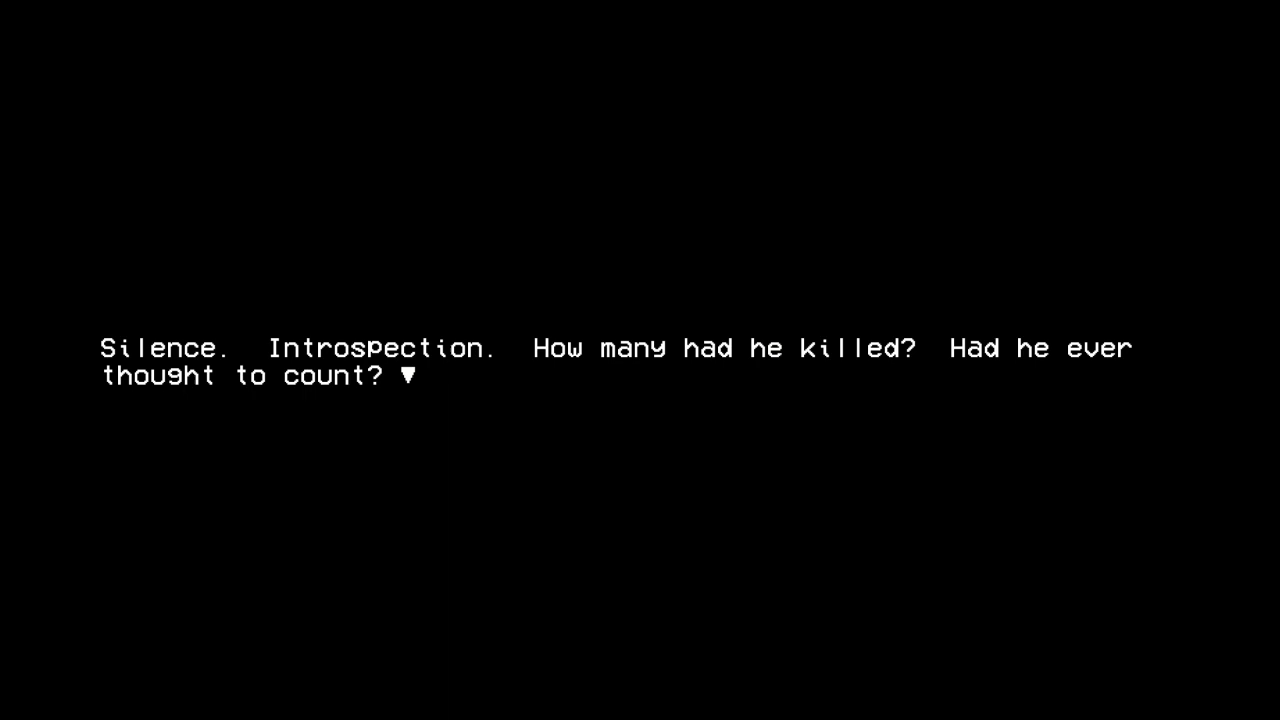 Silence.  Introspection.  How many had he killed?  Had he ever
thought to count? ▼